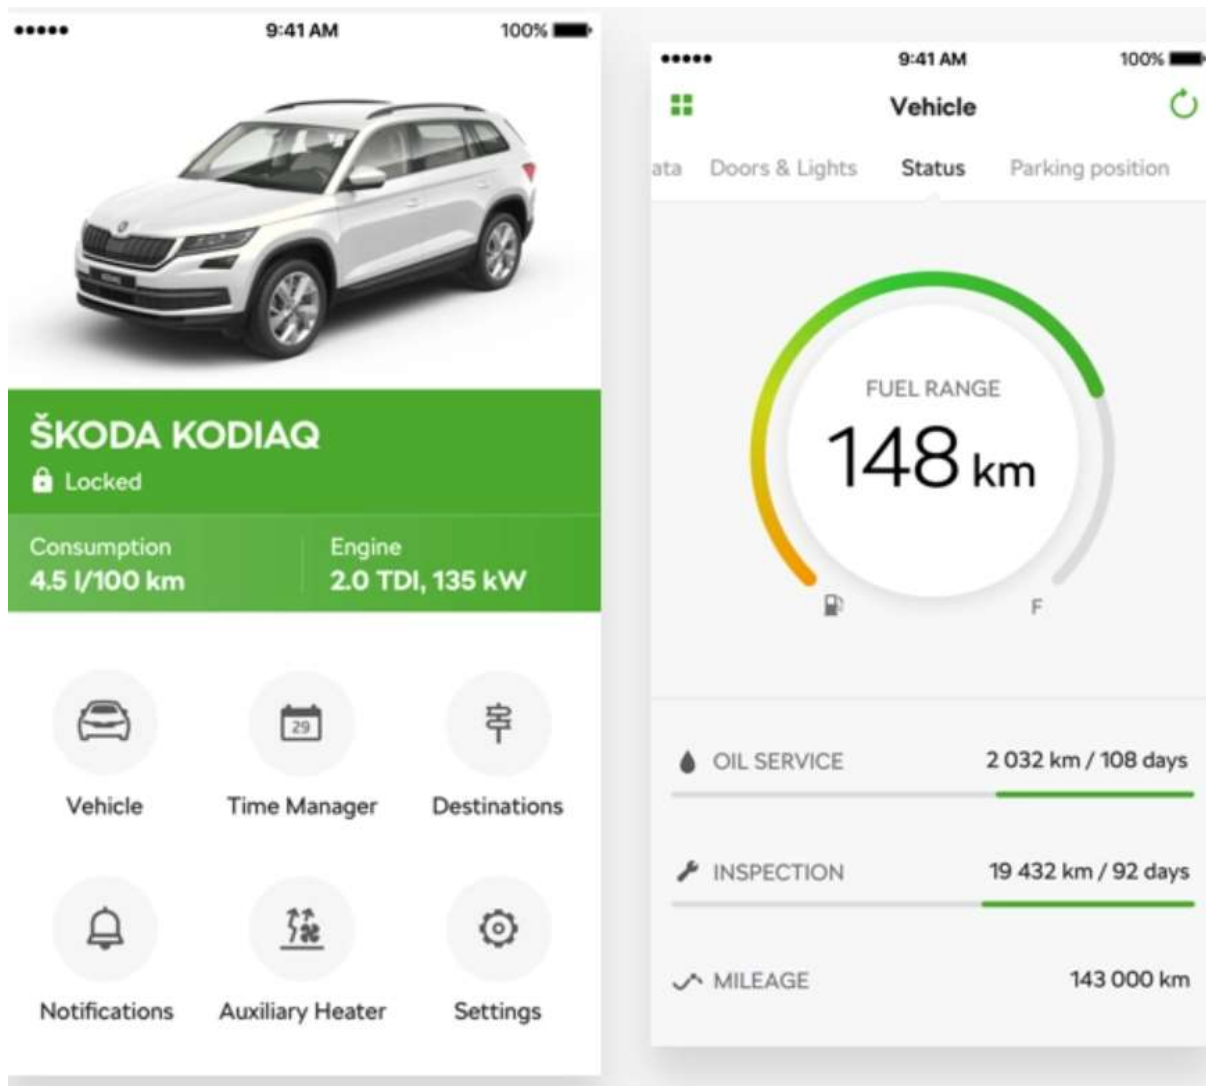 9:41 AM 100%
ŠKODA KODIAQ
Locked
Consumption Engine
4.5 l/100 km 2.0 TDI, 135 kW
29
Vehicle Time Manager Destinations
Notifications Auxiliary Heater Settings
9:41 AM 100%
Vehicle
ata Doors & Lights Status Parking position
FUEL RANGE
148 km
F
OIL SERVICE 2 032 km / 108 days
INSPECTION 19 432 km / 92 days
MILEAGE 143 000 km